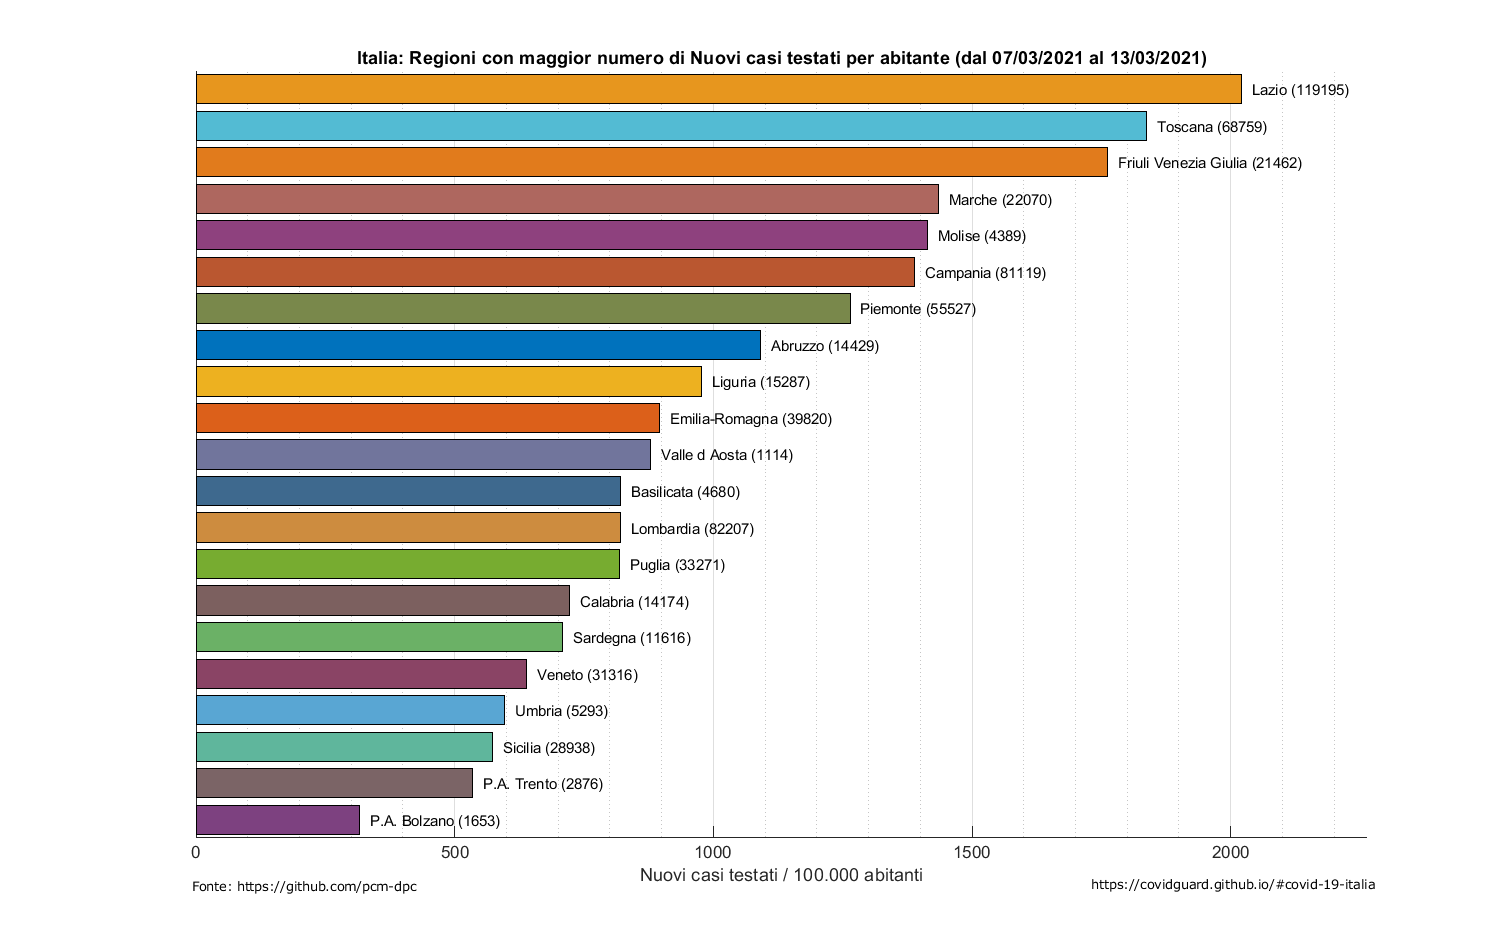 Italia: Regioni con maggior numero di Nuovi casi testati per abitante (dal 07/03/2021 al 13/03/2021)
Lazio (119195)
Toscana (68759)
Friuli Venezia Giulia (21462)
Marche (22070)
Molise (4389)
Campania (81119)
Piemonte (55527)
Abruzzo (14429)
Liguria (15287)
Emilia-Romagna (39820)
Valle d Aosta (1114)
Basilicata (4680)
Lombardia (82207)
Puglia (33271)
Calabria (14174)
Sardegna (11616)
Veneto (31316)
Umbria (5293)
Sicilia (28938)
P.A. Trento (2876)
P.A. Bolzano (1653)
0 500 1000 1500 2000
Nuovi casi testati / 100.000 abitanti
Fonte: https://github.com/pcm-dpc
https://covidguard.github.io/#covid-19-italia